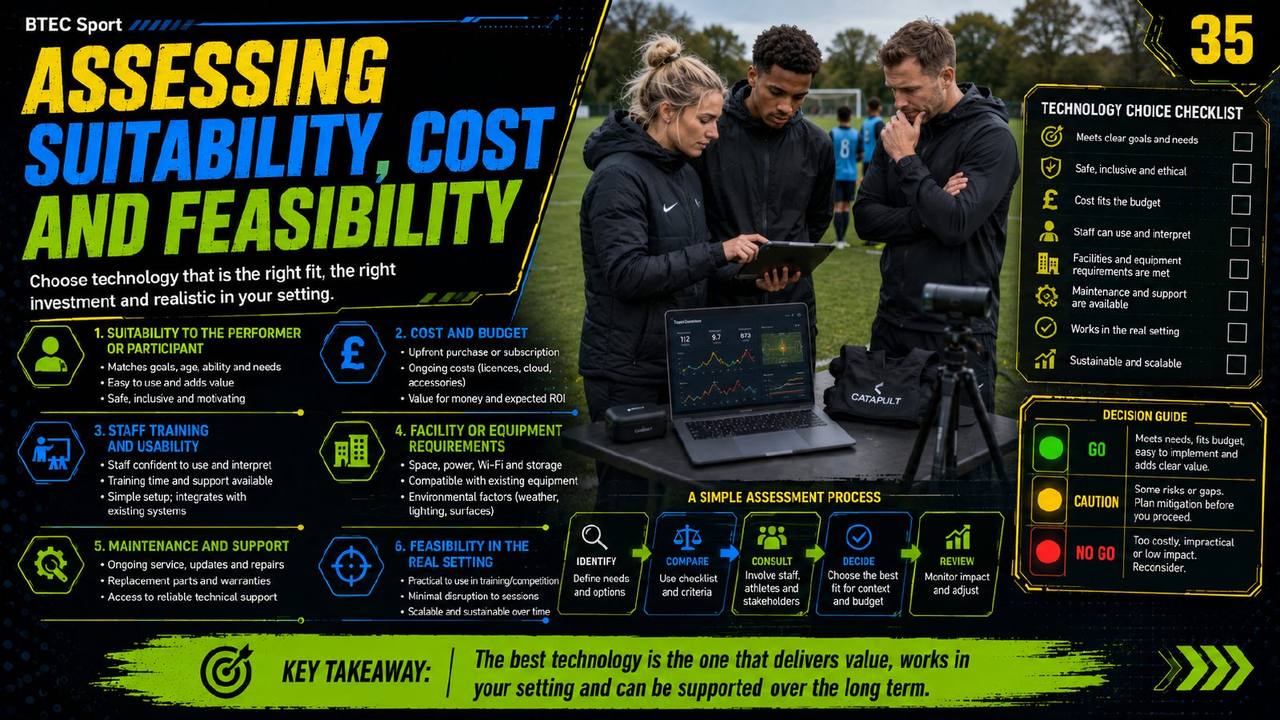 BTEC Sport
ASSESSING
SUITABILITY, COST
AND FEASIBILITY
Choose technology that is the right fit, the right
investment and realistic in your setting.
1. SUITABILITY TO THE PERFORMER
OR PARTICIPANT
• Matches goals, age, ability and needs
• Easy to use and adds value
• Safe, inclusive and motivating
2. COST AND BUDGET
• Upfront purchase or subscription
• Ongoing costs (licences, cloud,
accessories)
• Value for money and expected ROI
3. STAFF TRAINING
AND USABILITY
• Staff confident to use and interpret
• Training time and support available
• Simple setup; integrates with
existing systems
4. FACILITY OR EQUIPMENT
REQUIREMENTS
• Space, power, Wi-Fi and storage
• Compatible with existing equipment
• Environmental factors (weather,
lighting, surfaces)
5. MAINTENANCE AND SUPPORT
• Ongoing service, updates and repairs
• Replacement parts and warranties
• Access to reliable technical support
6. FEASIBILITY IN THE
REAL SETTING
• Practical to use in training/competition
• Minimal disruption to sessions
• Scalable and sustainable over time
8
CATAPULT
A SIMPLE ASSESSMENT PROCESS
IDENTIFY
Define needs
and options
COMPARE
Use checklist
and criteria
CONSULT
Involve staff,
athletes and
stakeholders
DECIDE
Choose the best
fit for context
and budget
REVIEW
Monitor impact
and adjust
35
TECHNOLOGY CHOICE CHECKLIST
Meets clear goals and needs
Safe, inclusive and ethical
Cost fits the budget
Staff can use and interpret
Facilities and equipment
requirements are met
Maintenance and support
are available
Works in the real setting
Sustainable and scalable
DECISION GUIDE
GO
Meets needs, fits budget,
easy to implement and
adds clear value.
CAUTION
Some risks or gaps.
Plan mitigation before
you proceed.
NO GO
Too costly, impractical
or low impact.
Reconsider.
KEY TAKEAWAY:
The best technology is the one that delivers value, works in
your setting and can be supported over the long term.